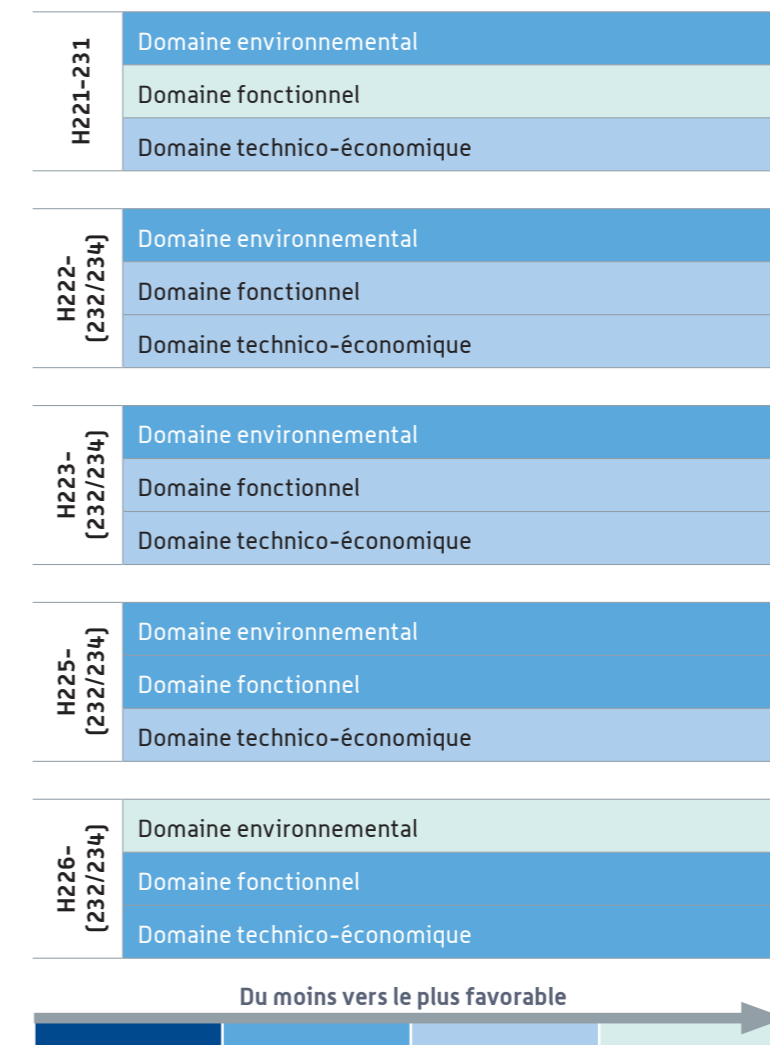 H221-231
Domaine environnemental
Domaine fonctionnel
Domaine technico-économique
H222-
(232/234)
Domaine environnemental
Domaine fonctionnel
Domaine technico-économique
H223-
(232/234)
Domaine environnemental
Domaine fonctionnel
Domaine technico-économique
H225-
(232/234)
Domaine environnemental
Domaine fonctionnel
Domaine technico-économique
H226-
(232/234)
Domaine environnemental
Domaine fonctionnel
Domaine technico-économique
Du moins vers le plus favorable